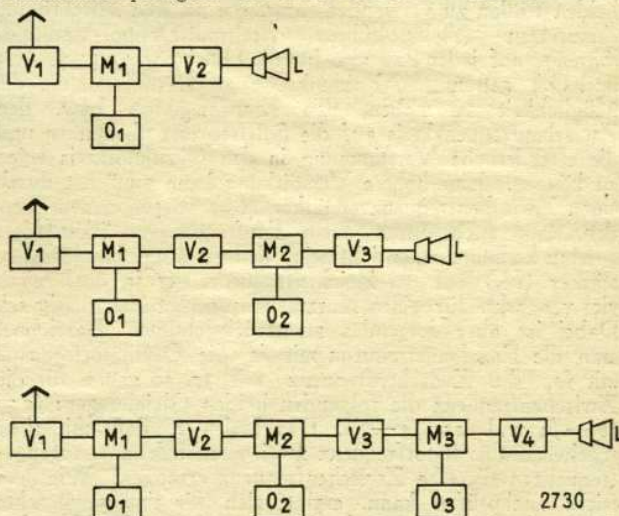 V1 M1 V2 L
O1
V1 M1 V2 M2 V3 L
O1 O2
V1 M1 V2 M2 V3 M3 V4 L
O1 O2 O3 2730